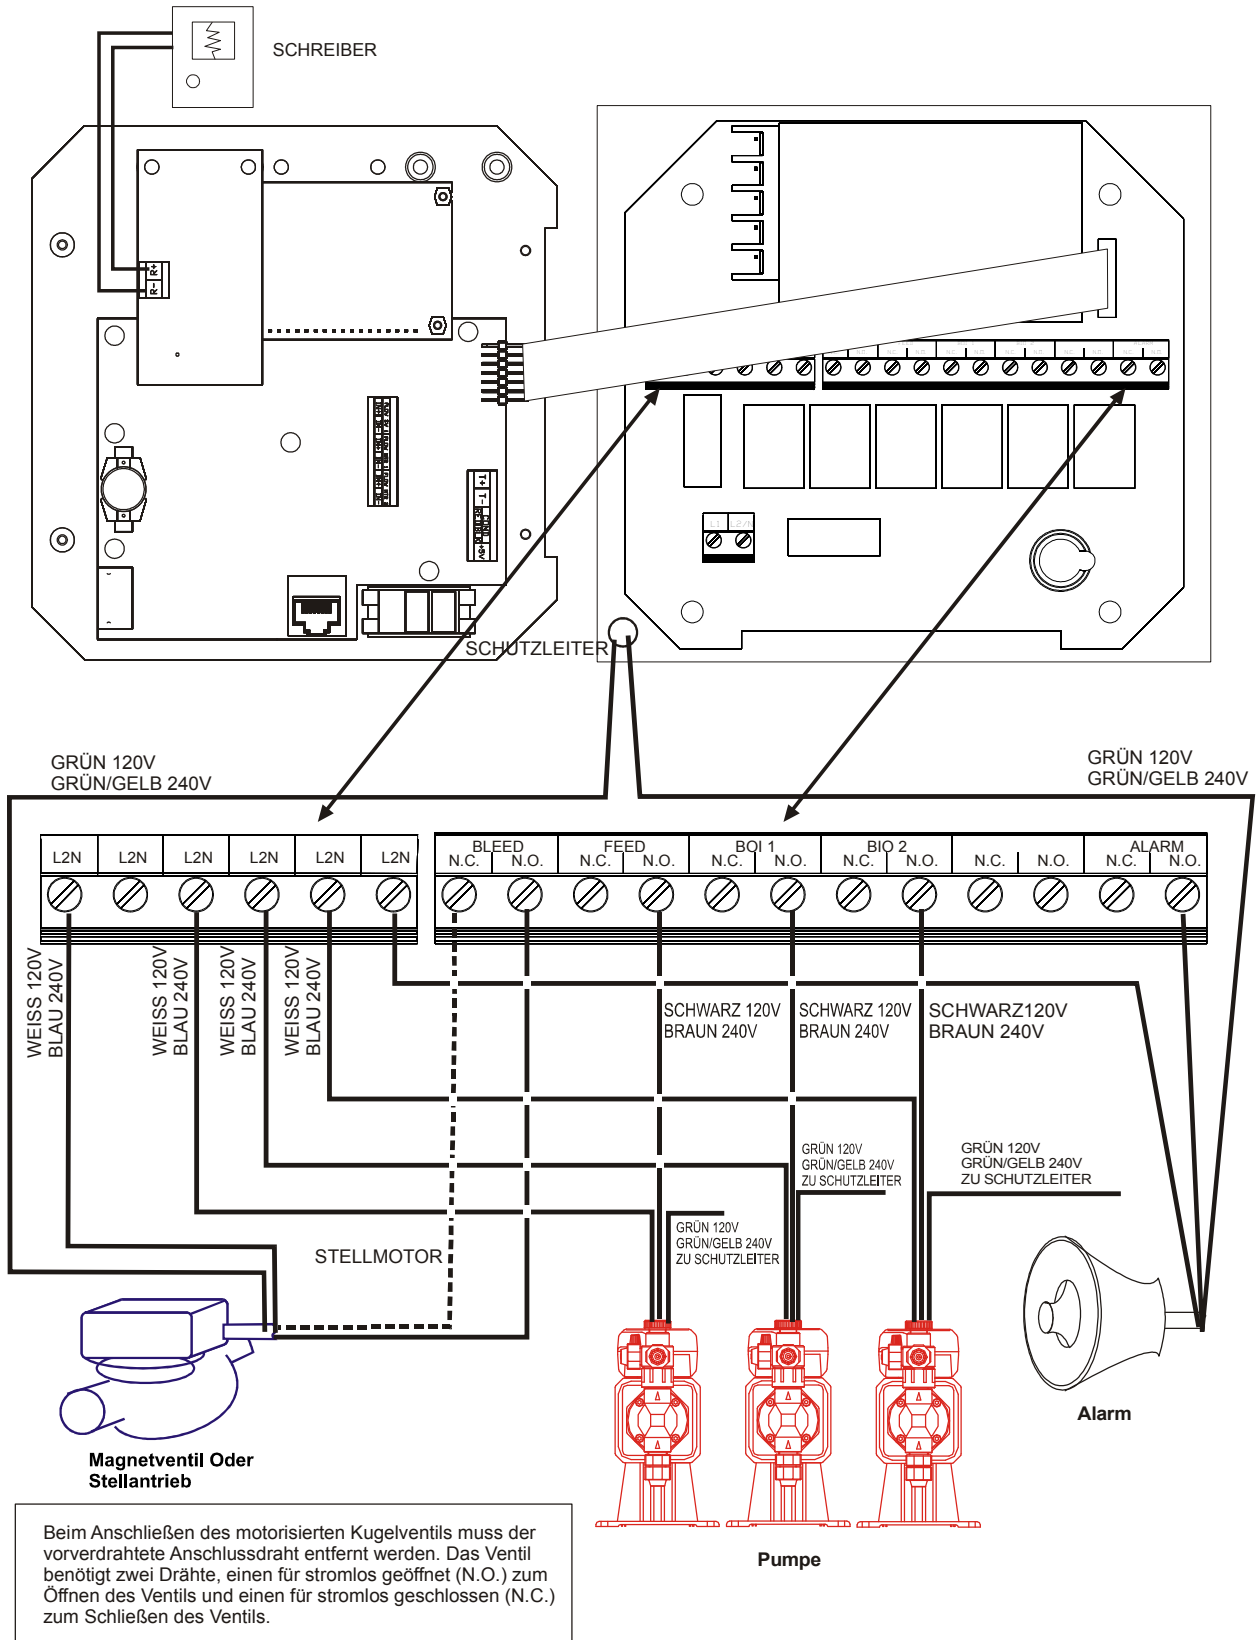 SCHREIBER
R+
R-
T+
T-
COND
+5V
N.C. N.O. N.C. N.O. N.C. N.O.
ALARM
N.C. N.O.
L1 L2/N
SCHUTZLEITER
GRÜN 120V
GRÜN/GELB 240V
GRÜN 120V
GRÜN/GELB 240V
L2N L2N L2N L2N L2N L2N
BLEED FEED BOI 1 BIO 2 ALARM
N.C. N.O. N.C. N.O. N.C. N.O. N.C. N.O. N.C. N.O. N.C. N.O.
WEISS 120V
BLAU 240V
WEISS 120V
BLAU 240V
WEISS 120V
BLAU 240V
WEISS 120V
BLAU 240V
SCHWARZ 120V
BRAUN 240V
SCHWARZ 120V
BRAUN 240V
SCHWARZ120V
BRAUN 240V
GRÜN 120V
GRÜN/GELB 240V
ZU SCHUTZLEITER
GRÜN 120V
GRÜN/GELB 240V
ZU SCHUTZLEITER
GRÜN 120V
GRÜN/GELB 240V
ZU SCHUTZLEITER
STELLMOTOR
Magnetventil Oder
Stellantrieb
Alarm
Pumpe
Beim Anschließen des motorisierten Kugelventils muss der
vorverdrahtete Anschlussdraht entfernt werden. Das Ventil
benötigt zwei Drähte, einen für stromlos geöffnet (N.O.) zum
Öffnen des Ventils und einen für stromlos geschlossen (N.C.)
zum Schließen des Ventils.